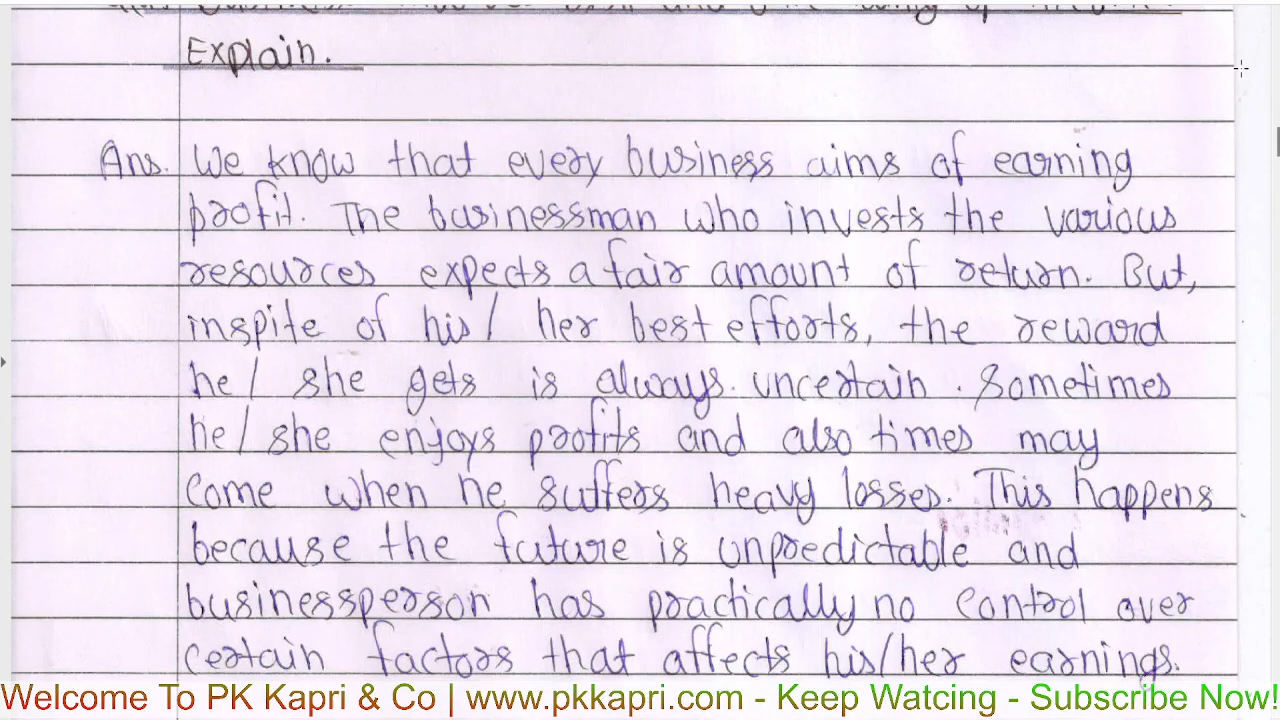 Explain.
Ans. We know that every business aims of earning
profit. The businessman who invests the various
resources expects a fair amount of return. But,
inspite of his/ her best efforts, the reward
he/ she gets is always uncertain. Sometimes
he/ she enjoys profits and also times may
come when he suffers heavy losses. This happens
because the future is unpredictable and
businessperson has practically no control over
certain factors that affects his/her earnings.
Welcome To PK Kapri & Co | www.pkkapri.com - Keep Watcing - Subscribe Now!